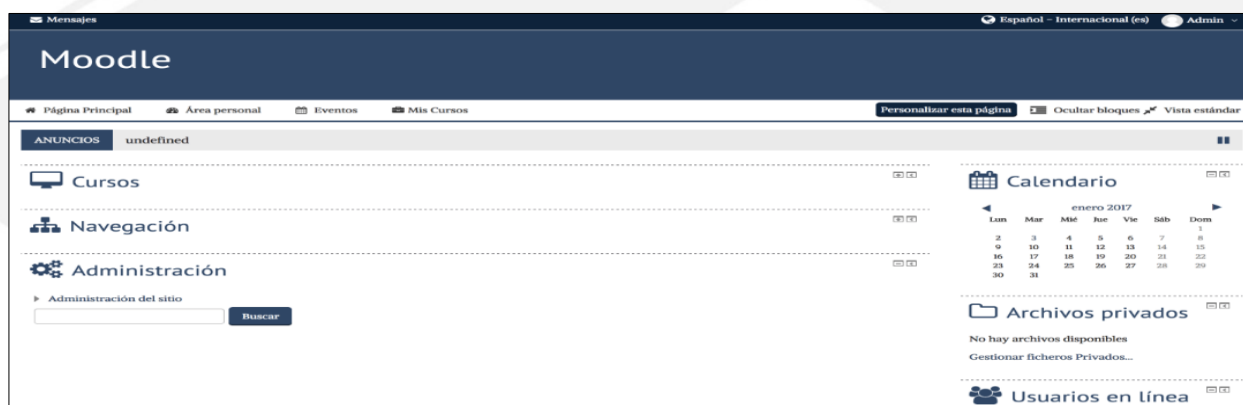 Mensajes
Español - Internacional (es) Admin
Moodle
Página Principal Área personal Eventos Mis Cursos
Personalizar esta página Ocultar bloques Vista estándar
ANUNCIOS undefined
Cursos
Navegación
Administración
Administración del sitio
Buscar
Calendario
enero 2017
Lun Mar Mié Jue Vie Sáb Dom
1
2 3 4 5 6 7 8
9 10 11 12 13 14 15
16 17 18 19 20 21 22
23 24 25 26 27 28 29
30 31
Archivos privados
No hay archivos disponibles
Gestionar ficheros Privados...
Usuarios en línea